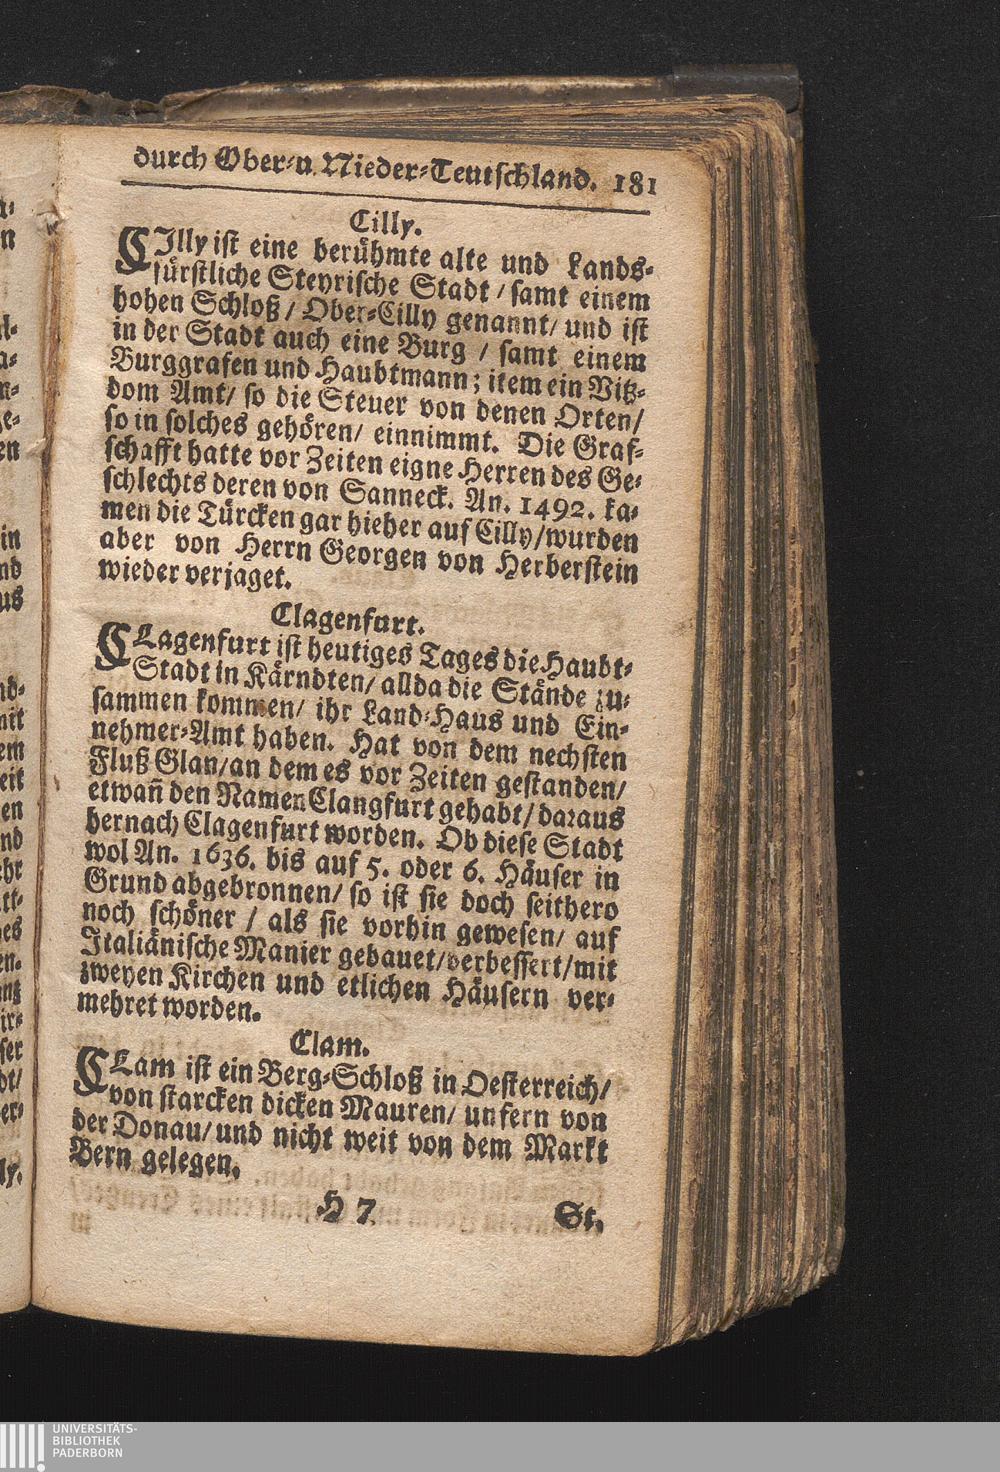 durch Ober-u. Nieder-Teutschland. 181
Cilly.
CIlly ist eine berühmte alte und Lands-
fürstliche Steyrische Stadt / samt einem
hohen Schloß / Ober-Cilly genannt / und ist
in der Stadt auch eine Burg / samt einem
Burggrafen und Haubtmann; item ein Vitz-
dom Amt / so die Steuer von denen Orten /
so in solches gehören / einnimmt. Die Graf-
schafft hatte vor Zeiten eigne Herren des Ge-
schlechts deren von Sanneck. An. 1492. ka-
men die Türcken gar hieher auf Cilly / wurden
aber von Herrn Georgen von Herberstein
wieder verjaget.
Clagenfurt.
CLagenfurt ist heutiges Tages die Haubt-
Stadt in Kärndten / allda die Stände zu-
sammen kommen / ihr Land-Haus und Ein-
nehmer-Amt haben. Hat von dem nechsten
Fluß Glan / an dem es vor Zeiten gestanden /
etwañ den Namen Clangfurt gehabt / daraus
hernach Clagenfurt worden. Ob diese Stadt
wol An. 1636. bis auf 5. oder 6. Häuser in
Grund abgebronnen / so ist sie doch seithero
noch schöner / als sie vorhin gewesen / auf
Italiänische Manier gebauet / verbessert / mit
zweyen Kirchen und etlichen Häusern ver-
mehret worden.
Clam.
CLam ist ein Berg-Schloß in Oesterreich /
von starcken dicken Mauren / unfern von
der Donau / und nicht weit von dem Markt
Bern gelegen.
H 7 St.
UNIVERSITÄTS-
BIBLIOTHEK
PADERBORN